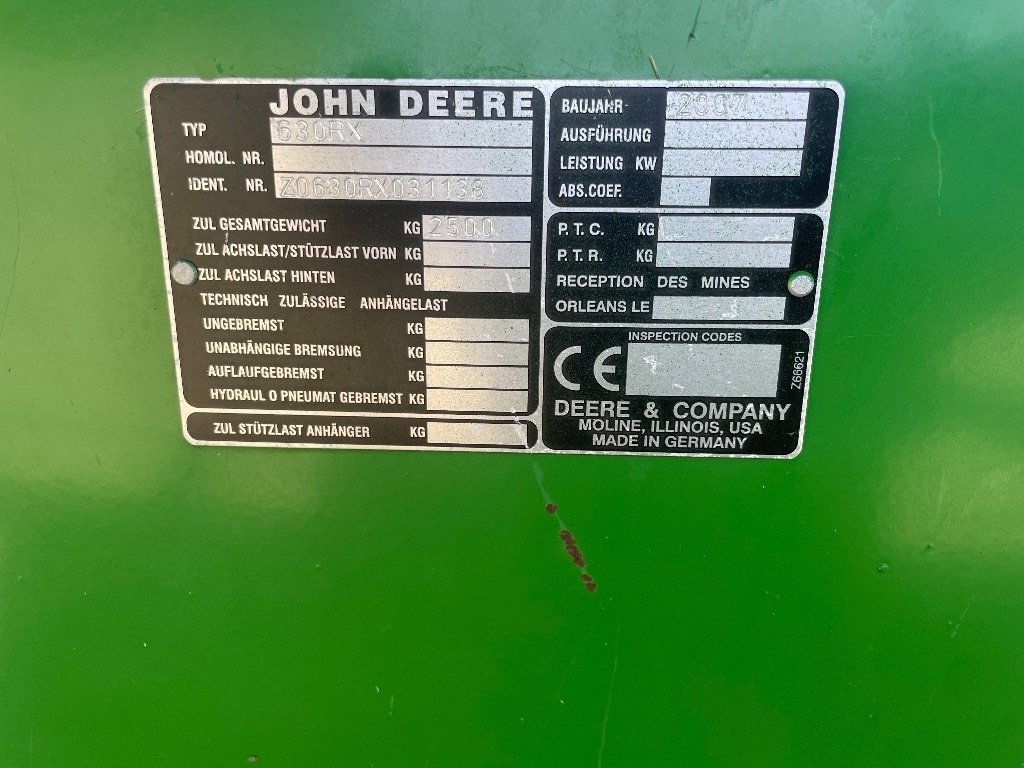 JOHN DEERE
TYP 630RX
HOMOL. NR.
IDENT. NR. Z0630RX031138
ZUL GESAMTGEWICHT KG 2500
ZUL ACHSLAST/STÜTZLAST VORN KG
ZUL ACHSLAST HINTEN KG
TECHNISCH ZULÄSSIGE ANHÄNGELAST
UNGEBREMST KG
UNABHÄNGIGE BREMSUNG KG
AUFLAUFGEBREMST KG
HYDRAUL O PNEUMAT GEBREMST KG
ZUL STÜTZLAST ANHÄNGER KG
BAUJAHR 2007
AUSFÜHRUNG
LEISTUNG KW
ABS.COEF.
P. T. C. KG
P. T. R. KG
RECEPTION DES MINES
ORLEANS LE
INSPECTION CODES
CE
Z66621
DEERE & COMPANY
MOLINE, ILLINOIS, USA
MADE IN GERMANY